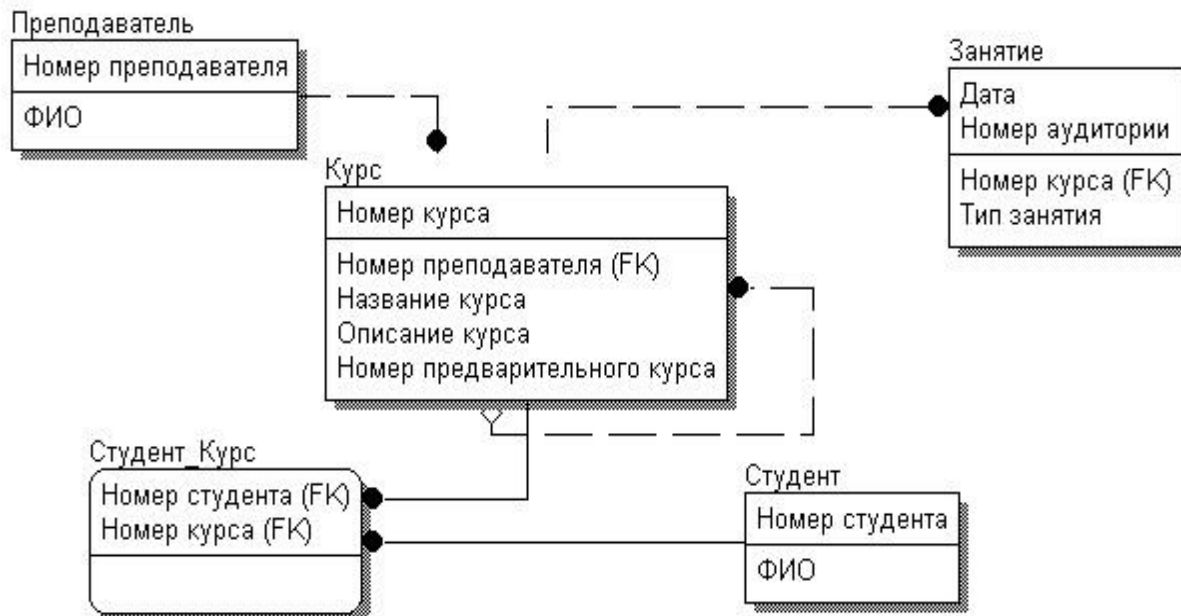 Преподаватель
Номер преподавателя
ФИО
Занятие
Дата
Номер аудитории
Номер курса (FK)
Тип занятия
Курс
Номер курса
Номер преподавателя (FK)
Название курса
Описание курса
Номер предварительного курса
Студент_Курс
Номер студента (FK)
Номер курса (FK)
Студент
Номер студента
ФИО